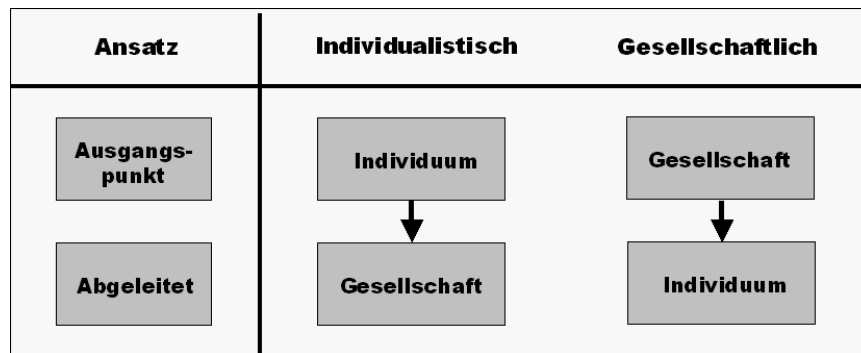 Ansatz Individualistisch Gesellschaftlich
Ausgangs-
punkt
Individuum
Gesellschaft
Abgeleitet
Gesellschaft
Individuum